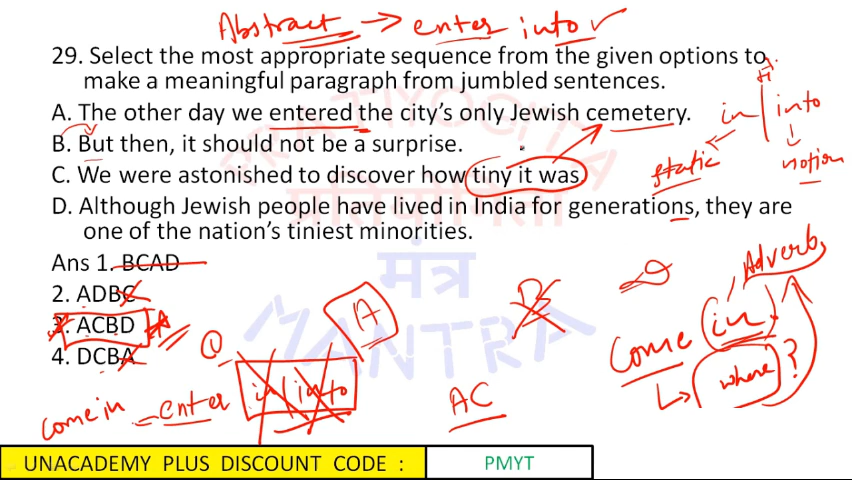 Abstract → enter into ✓
29. Select the most appropriate sequence from the given options to
make a meaningful paragraph from jumbled sentences.
A. The other day we entered the city's only Jewish cemetery.
in | into
B. But then, it should not be a surprise.
static
motion
C. We were astonished to discover how tiny it was.
D. Although Jewish people have lived in India for generations, they are
one of the nation's tiniest minorities.
PRATIYOGITA
प्रतियोगिता
मंत्र
MANTRA
Ans 1. BCAD
2. ADBC
3. ACBD
4. DCBA
A
B
Adverb
Come in
where ?
come in - enter in/into
AC
UNACADEMY PLUS DISCOUNT CODE :
PMYT